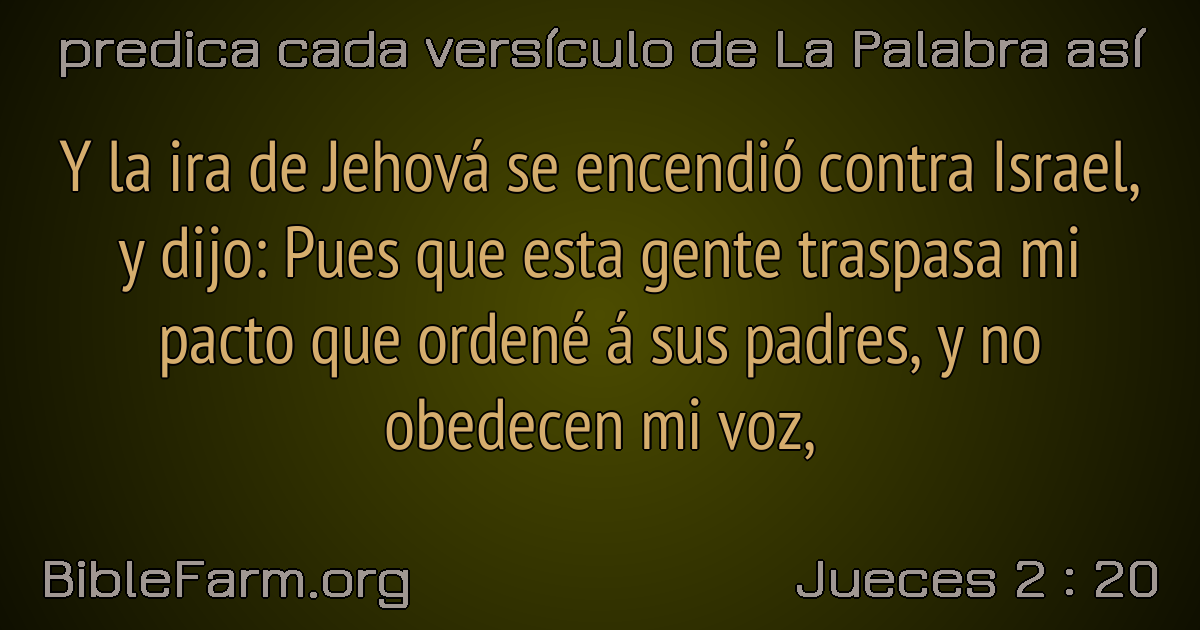 predica cada versículo de La Palabra así
Y la ira de Jehová se encendió contra Israel,
y dijo: Pues que esta gente traspasa mi
pacto que ordené á sus padres, y no
obedecen mi voz,
BibleFarm.org
Jueces 2 : 20